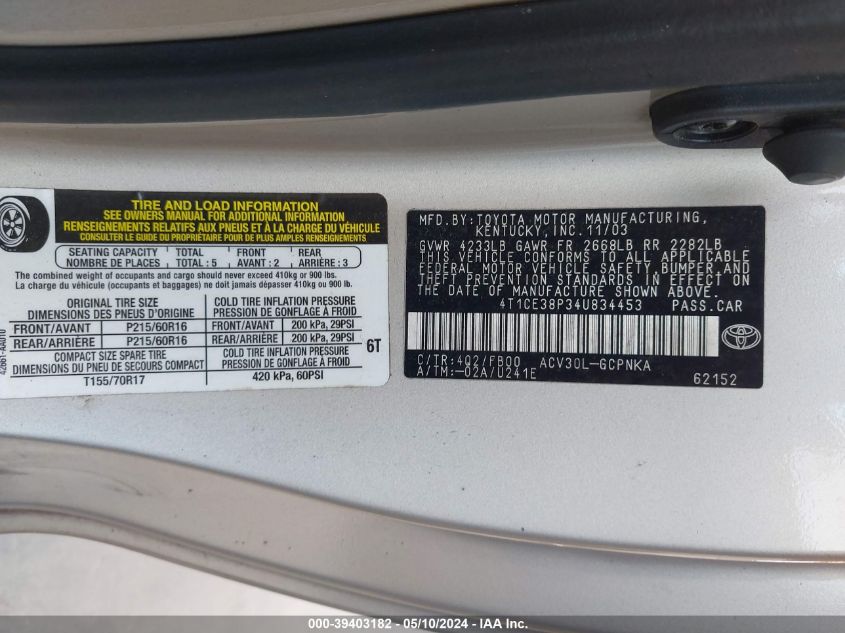 TIRE AND LOAD INFORMATION
SEE OWNERS MANUAL FOR ADDITIONAL INFORMATION
RENSEIGNEMENTS RELATIFS AUX PNEUS ET A LA CHARGE DU VÉHICULE
CONSULTER LE GUIDE DU PROPRIÉTAIRE POUR DE PLUS AMPLES RENSEIGNEMENTS
SEATING CAPACITY TOTAL FRONT REAR
NOMBRE DE PLACES TOTAL : 5 AVANT : 2 ARRIÈRE : 3
The combined weight of occupants and cargo should never exceed 410kg or 900 lb.
La charge du véhicule (occupants et bagages) ne doit jamais dépasser 410kg ou 900 lb.
ORIGINAL TIRE SIZE
DIMENSIONS DES PNEUS D'ORIGINE
COLD TIRE INFLATION PRESSURE
PRESSION DE GONFLAGE A FROID
FRONT/AVANT P215/60R16 FRONT/AVANT 200 kPa, 29PSI
REAR/ARRIÈRE P215/60R16 REAR/ARRIÈRE 200 kPa, 29PSI
6T
COMPACT SIZE SPARE TIRE
DIMENSIONS DU PNEU DE SECOURS COMPACT
COLD TIRE INFLATION PRESSURE
PRESSION DE GONFLAGE A FROID
T155/70R17 420 kPa, 60PSI
42661-AA010
MFD.BY:TOYOTA MOTOR MANUFACTURING,
KENTUCKY,INC.11/03
GVWR 4233LB GAWR FR 2668LB RR 2282LB
THIS VEHICLE CONFORMS TO ALL APPLICABLE
FEDERAL MOTOR VEHICLE SAFETY,BUMPER,AND
THEFT PREVENTION STANDARDS IN EFFECT ON
THE DATE OF MANUFACTURE SHOWN ABOVE.
4T1CE38P34U834453 PASS.CAR
C/TR:4Q2/FB00 ACV30L-GCPNKA
A/TM:-02A/U241E
62152
000-39403182 - 05/10/2024 - IAA Inc.